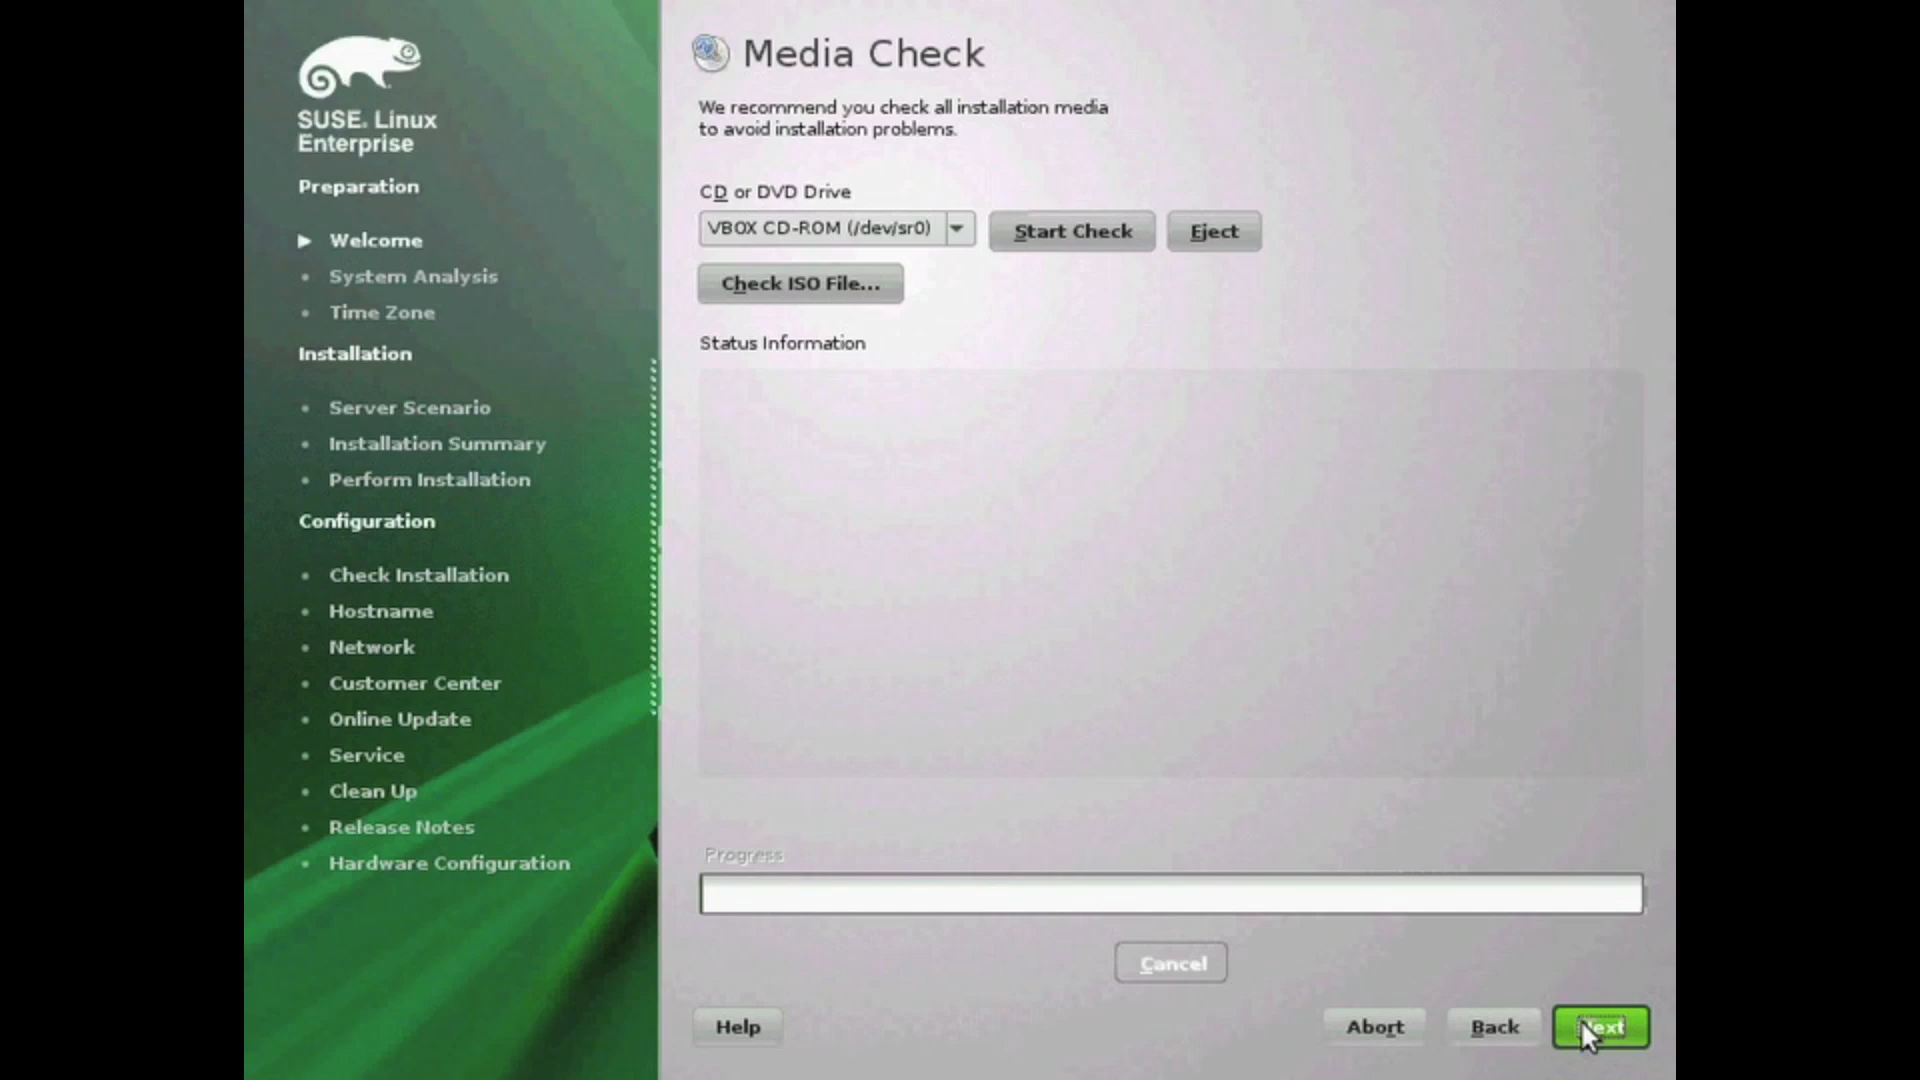 SUSE. Linux
Enterprise
Preparation
Welcome
System Analysis
Time Zone
Installation
Server Scenario
Installation Summary
Perform Installation
Configuration
Check Installation
Hostname
Network
Customer Center
Online Update
Service
Clean Up
Release Notes
Hardware Configuration
Media Check
We recommend you check all installation media
to avoid installation problems.
CD or DVD Drive
VBOX CD-ROM (/dev/sr0)
Start Check
Eject
Check ISO File...
Status Information
Progress
Cancel
Help
Abort
Back
Next